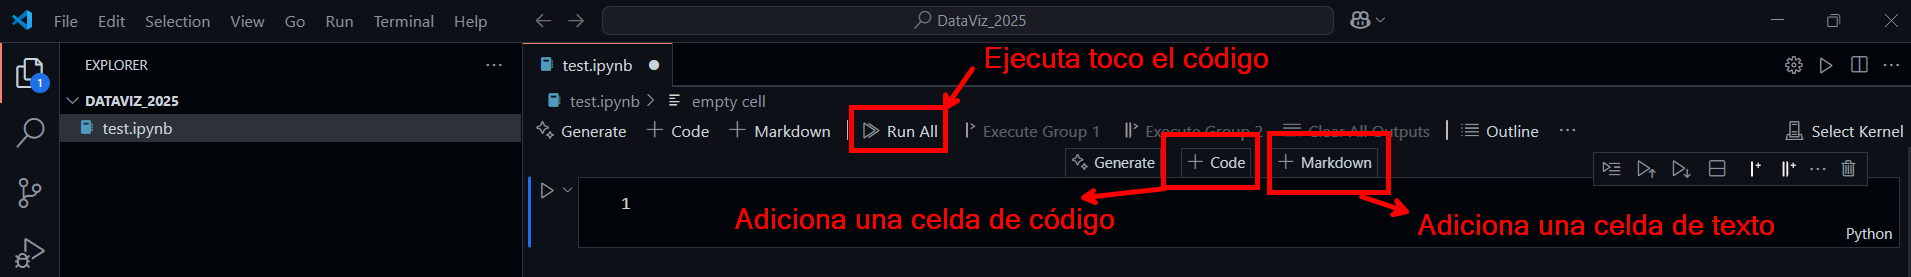 File Edit Selection View Go Run Terminal Help
DataViz_2025
EXPLORER
test.ipynb
Ejecuta toco el código
1
DATAVIZ_2025
test.ipynb > empty cell
test.ipynb
Generate + Code + Markdown Run All Execute Group 1 Execute Group 2 Clear All Outputs Outline ... Select Kernel
Generate + Code + Markdown
1
Adiciona una celda de código
Adiciona una celda de texto
Python